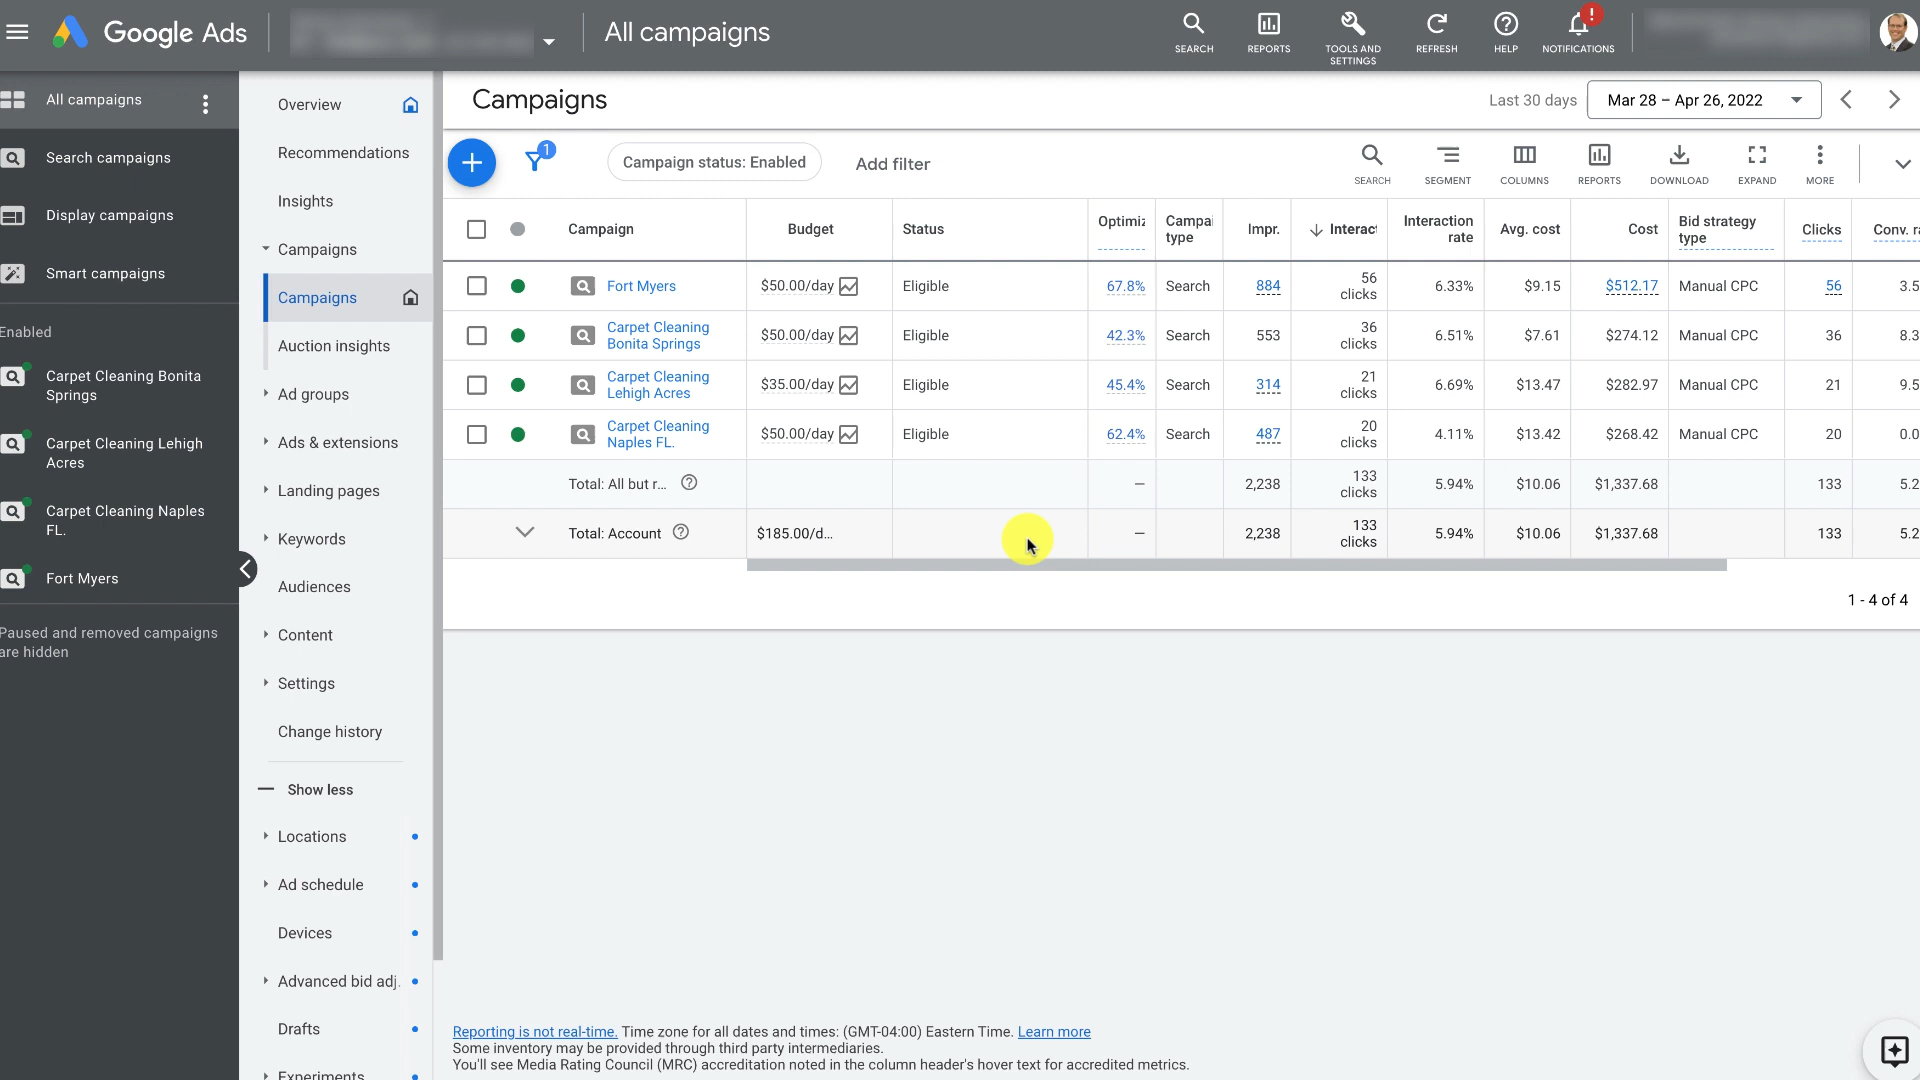 Google Ads
All campaigns
SEARCH
REPORTS
TOOLS AND
SETTINGS
REFRESH
HELP
!
NOTIFICATIONS
All campaigns
Search campaigns
Display campaigns
Smart campaigns
Enabled
Carpet Cleaning Bonita
Springs
Carpet Cleaning Lehigh
Acres
Carpet Cleaning Naples
FL.
Fort Myers
Paused and removed campaigns
are hidden
Overview
Recommendations
Insights
Campaigns
Campaigns
Auction insights
Ad groups
Ads & extensions
Landing pages
Keywords
Audiences
Content
Settings
Change history
Show less
Locations
Ad schedule
Devices
Advanced bid adj.
Drafts
Experiments
Campaigns
Last 30 days
Mar 28 – Apr 26, 2022
1
Campaign status: Enabled
Add filter
SEARCH
SEGMENT
COLUMNS
REPORTS
DOWNLOAD
EXPAND
MORE
Campaign
Budget
Status
Optimiz
Campai
type
Impr.
Interact
Interaction
rate
Avg. cost
Cost
Bid strategy
type
Clicks
Conv. ra
Fort Myers $50.00/day Eligible 67.8% Search 884 56 clicks 6.33% $9.15 $512.17 Manual CPC 56 3.5
Carpet Cleaning Bonita Springs $50.00/day Eligible 42.3% Search 553 36 clicks 6.51% $7.61 $274.12 Manual CPC 36 8.3
Carpet Cleaning Lehigh Acres $35.00/day Eligible 45.4% Search 314 21 clicks 6.69% $13.47 $282.97 Manual CPC 21 9.5
Carpet Cleaning Naples FL. $50.00/day Eligible 62.4% Search 487 20 clicks 4.11% $13.42 $268.42 Manual CPC 20 0.0
Total: All but r... — 2,238 133 clicks 5.94% $10.06 $1,337.68 133 5.2
Total: Account $185.00/d... — 2,238 133 clicks 5.94% $10.06 $1,337.68 133 5.2
1 - 4 of 4
Reporting is not real-time. Time zone for all dates and times: (GMT-04:00) Eastern Time. Learn more
Some inventory may be provided through third party intermediaries.
You'll see Media Rating Council (MRC) accreditation noted in the column header's hover text for accredited metrics.